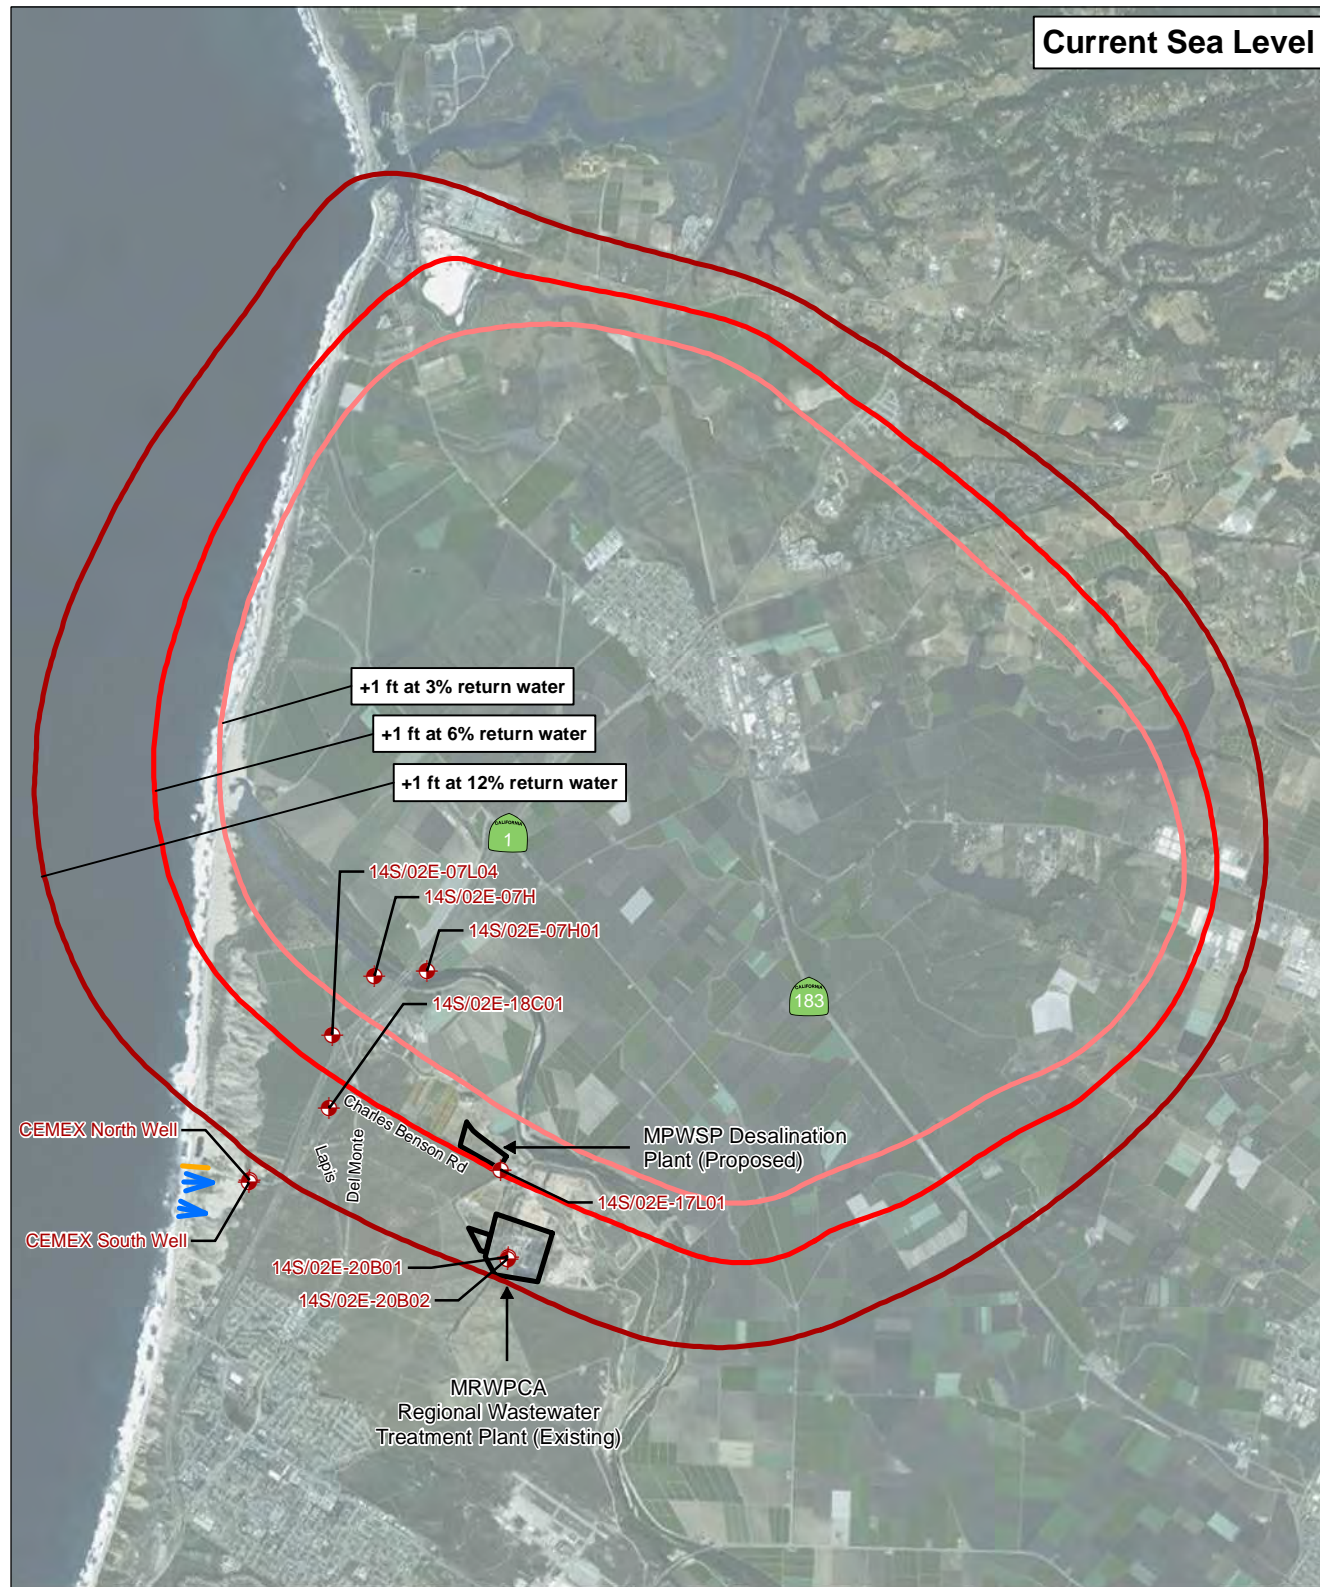 Current Sea Level
+1 ft at 3% return water
+1 ft at 6% return water
+1 ft at 12% return water
CALIFORNIA
1
14S/02E-07L04
14S/02E-07H
14S/02E-07H01
CALIFORNIA
183
14S/02E-18C01
Charles Benson Rd
CEMEX North Well
Lapis
Del Monte
MPWSP Desalination
Plant (Proposed)
14S/02E-17L01
CEMEX South Well
14S/02E-20B01
14S/02E-20B02
MRWPCA
Regional Wastewater
Treatment Plant (Existing)